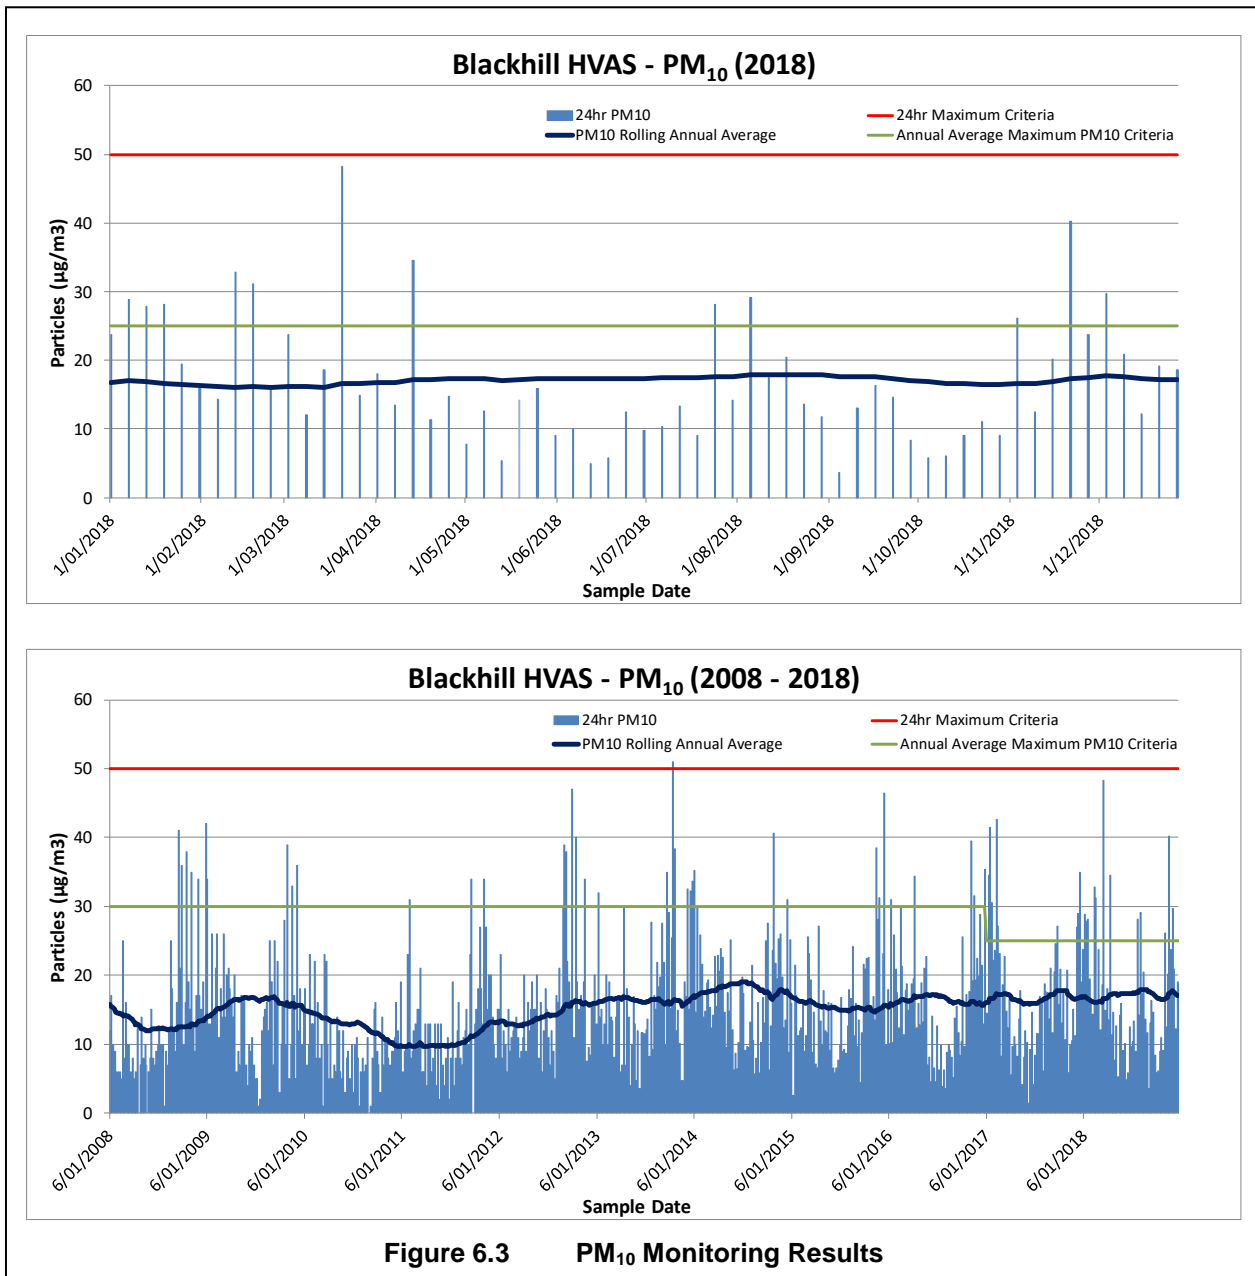 Blackhill HVAS - PM10 (2018)
60
50
40
30
20
10
0
Particles (µg/m3)
24hr PM10
24hr Maximum Criteria
PM10 Rolling Annual Average
Annual Average Maximum PM10 Criteria
1/01/2018
1/02/2018
1/03/2018
1/04/2018
1/05/2018
1/06/2018
1/07/2018
1/08/2018
1/09/2018
1/10/2018
1/11/2018
1/12/2018
Sample Date
Blackhill HVAS - PM10 (2008 - 2018)
60
50
40
30
20
10
0
Particles (µg/m3)
24hr PM10
24hr Maximum Criteria
PM10 Rolling Annual Average
Annual Average Maximum PM10 Criteria
6/01/2008
6/01/2009
6/01/2010
6/01/2011
6/01/2012
6/01/2013
6/01/2014
6/01/2015
6/01/2016
6/01/2017
6/01/2018
Sample Date
Figure 6.3 PM10 Monitoring Results